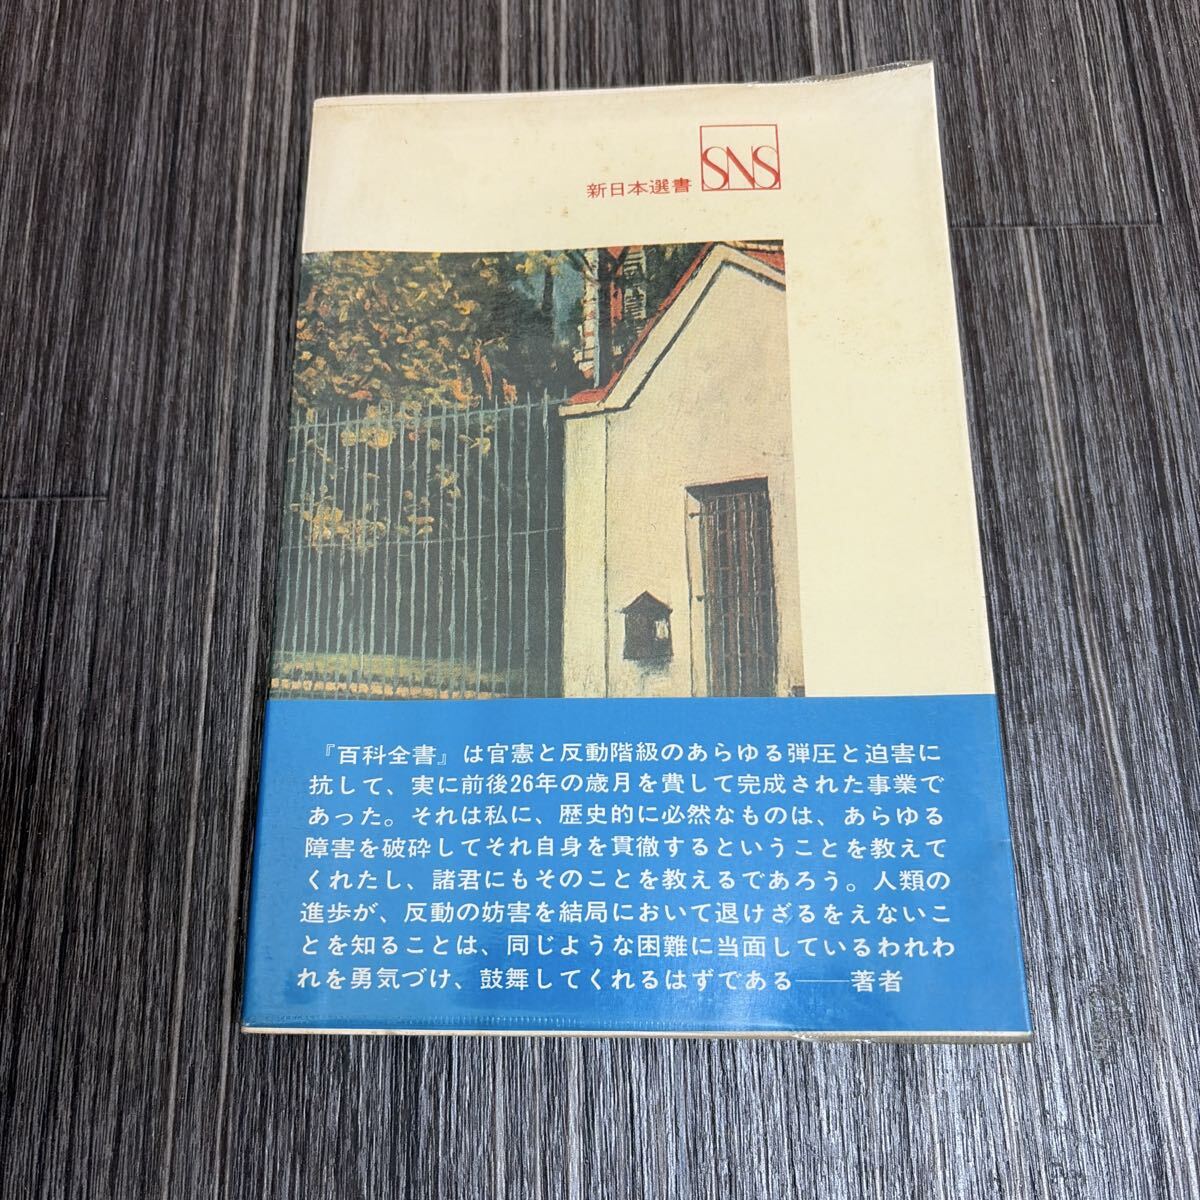 新日本選書
SNS
『百科全書』は官憲と反動階級のあらゆる弾圧と迫害に
抗して、実に前後26年の歳月を費して完成された事業で
あった。それは私に、歴史的に必然なものは、あらゆる
障害を破砕してそれ自身を貫徹するということを教えて
くれたし、諸君にもそのことを教えるであろう。人類の
進歩が、反動の妨害を結局において退けざるをえないこ
とを知ることは、同じような困難に当面しているわれわ
れを勇気づけ、鼓舞してくれるはずである——著者